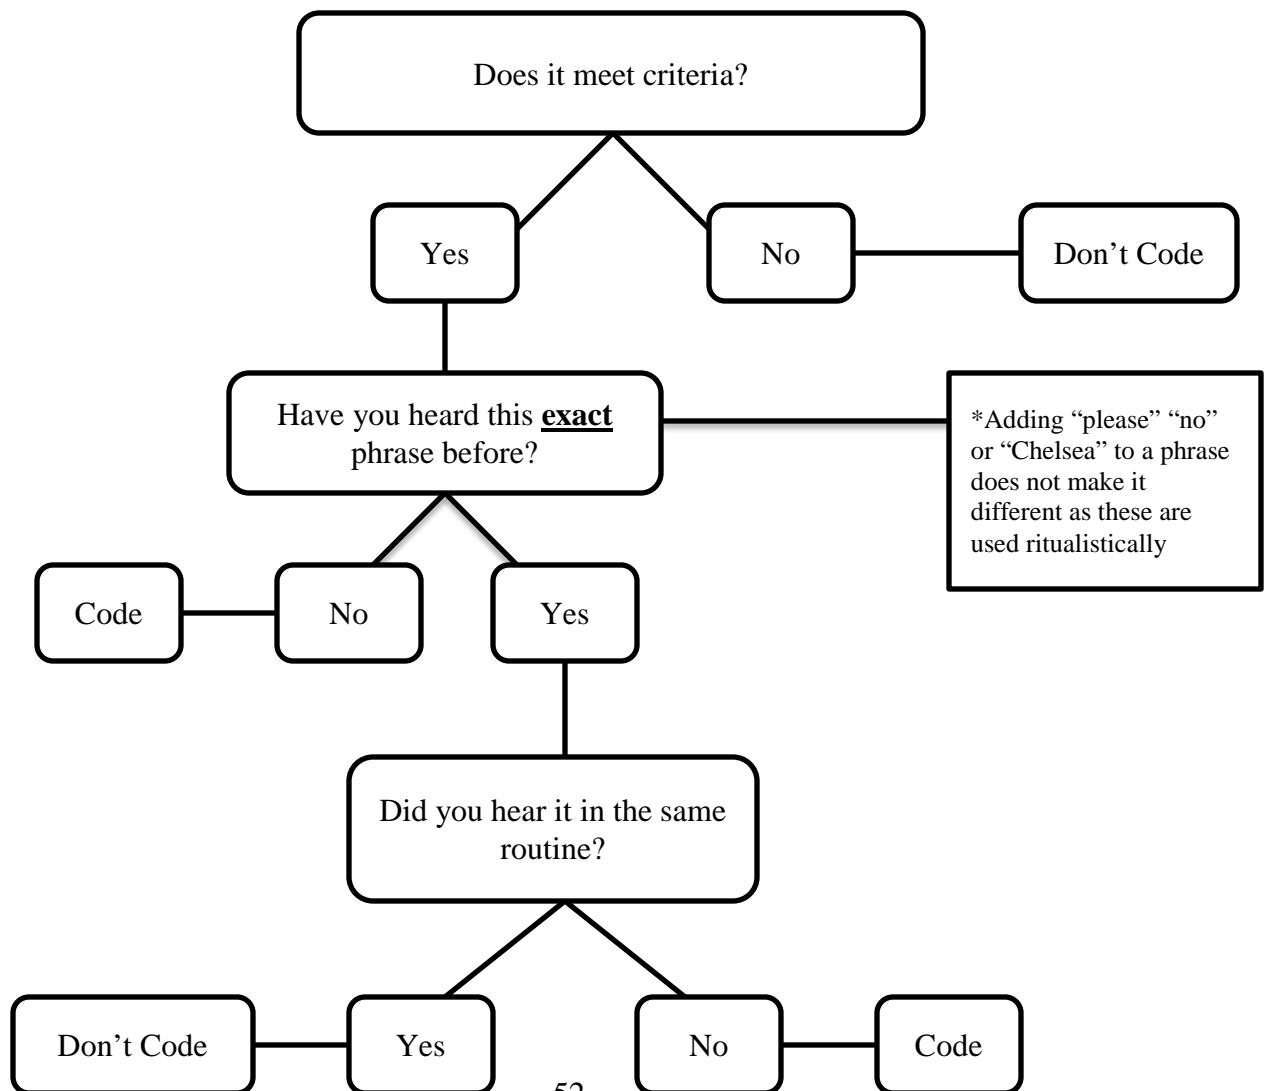 Does it meet criteria?
Yes
No
Don’t Code
Have you heard this exact
phrase before?
*Adding “please” “no”
or “Chelsea” to a phrase
does not make it
different as these are
used ritualistically
Code
No
Yes
Did you hear it in the same
routine?
Don’t Code
Yes
No
Code
52